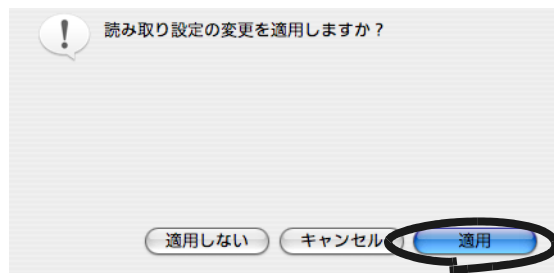 読み取り設定の変更を適用しますか？
適用しない キャンセル 適用